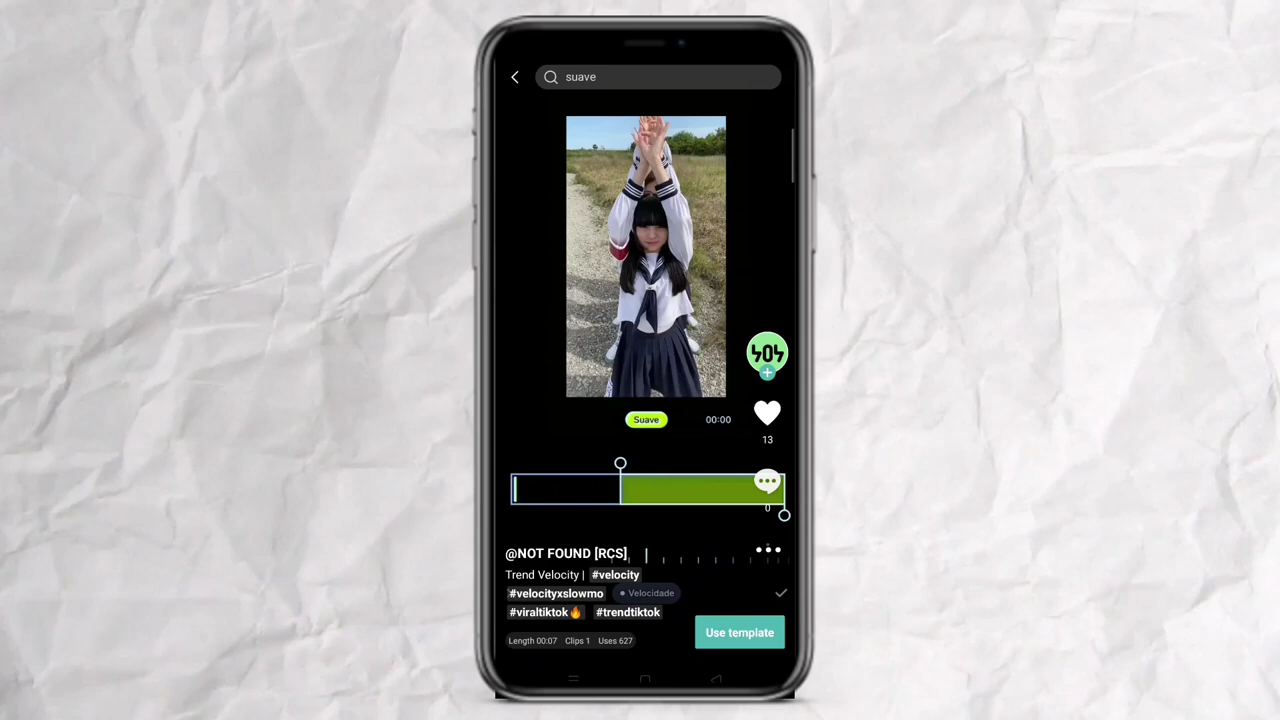 suave
404
Suave 00:00
13
0
@NOT FOUND [RCS]
Trend Velocity | #velocity
#velocityxslowmo Velocidade
#viraltiktok🔥 #trendtiktok
Use template
Length 00:07 Clips 1 Uses 627